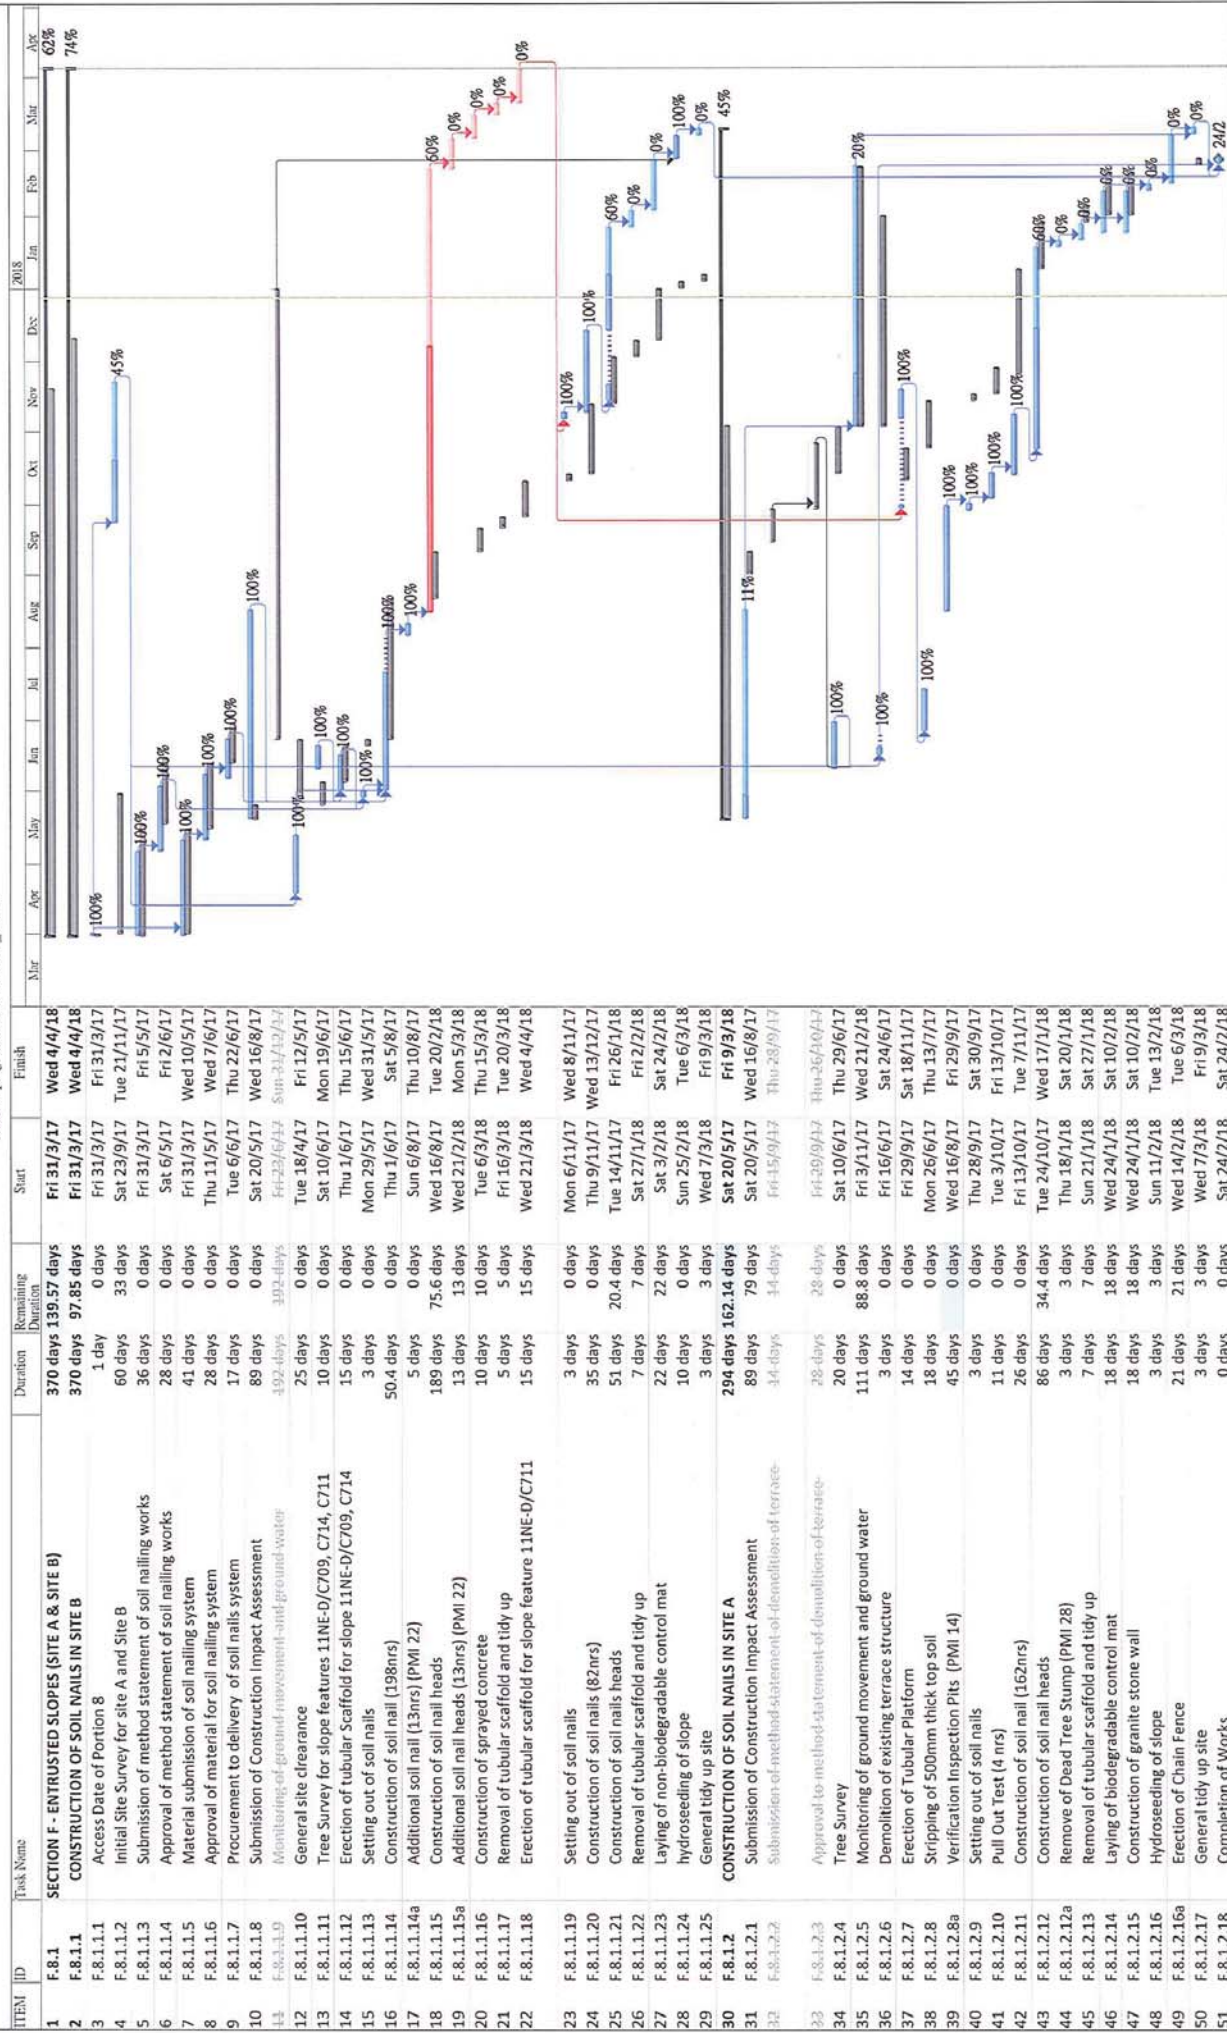 ITEM ID Task Name Duration Remaining Duration Start Finish
Mar Apr May Jun Jul Aug Sep Oct Nov Dec 2018 Jan Feb Mar Apr
1 F.8.1 SECTION F - ENTRUSTED SLOPES (SITE A & SITE B) 370 days 139.57 days Fri 31/3/17 Wed 4/4/18 62%
2 F.8.1.1 CONSTRUCTION OF SOIL NAILS IN SITE B 370 days 97.85 days Fri 31/3/17 Wed 4/4/18 74%
3 F.8.1.1.1 Access Date of Portion 8 1 day 0 days Fri 31/3/17 Fri 31/3/17 100%
4 F.8.1.1.2 Initial Site Survey for site A and Site B 60 days 33 days Sat 23/9/17 Tue 21/11/17 45%
5 F.8.1.1.3 Submission of method statement of soil nailing works 36 days 0 days Fri 31/3/17 Fri 5/5/17 100%
6 F.8.1.1.4 Approval of method statement of soil nailing works 28 days 0 days Sat 6/5/17 Fri 2/6/17 100%
7 F.8.1.1.5 Material submission of soil nailing system 41 days 0 days Fri 31/3/17 Wed 10/5/17 100%
8 F.8.1.1.6 Approval of material for soil nailing system 28 days 0 days Thu 11/5/17 Wed 7/6/17 100%
9 F.8.1.1.7 Procurement to delivery of soil nails system 17 days 0 days Tue 6/6/17 Thu 22/6/17 100%
10 F.8.1.1.8 Submission of Construction Impact Assessment 89 days 0 days Sat 20/5/17 Wed 16/8/17 100%
11 F.8.1.1.9 Monitoring of ground movement and ground water 192 days 192 days Fri 23/6/17 Sun 31/12/17
12 F.8.1.1.10 General site clrearance 25 days 0 days Tue 18/4/17 Fri 12/5/17 100%
13 F.8.1.1.11 Tree Survey for slope features 11NE-D/C709, C714, C711 10 days 0 days Sat 10/6/17 Mon 19/6/17 100%
14 F.8.1.1.12 Erection of tubular Scaffold for slope 11NE-D/C709, C714 15 days 0 days Thu 1/6/17 Thu 15/6/17 100%
15 F.8.1.1.13 Setting out of soil nails 3 days 0 days Mon 29/5/17 Wed 31/5/17 100%
16 F.8.1.1.14 Construction of soil nail (198nrs) 50.4 days 0 days Thu 1/6/17 Sat 5/8/17 100%
17 F.8.1.1.14a Additional soil nail (13nrs) (PMI 22) 5 days 0 days Sun 6/8/17 Thu 10/8/17 100%
18 F.8.1.1.15 Construction of soil nail heads 189 days 75.6 days Wed 16/8/17 Tue 20/2/18 60%
19 F.8.1.1.15a Additional soil nail heads (13nrs) (PMI 22) 13 days 13 days Wed 21/2/18 Mon 5/3/18 0%
20 F.8.1.1.16 Construction of sprayed concrete 10 days 10 days Tue 6/3/18 Thu 15/3/18 0%
21 F.8.1.1.17 Removal of tubular scaffold and tidy up 5 days 5 days Fri 16/3/18 Tue 20/3/18 0%
22 F.8.1.1.18 Erection of tubular scaffold for slope feature 11NE-D/C711 15 days 15 days Wed 21/3/18 Wed 4/4/18 0%
23 F.8.1.1.19 Setting out of soil nails 3 days 0 days Mon 6/11/17 Wed 8/11/17 100%
24 F.8.1.1.20 Construction of soil nails (82nrs) 35 days 0 days Thu 9/11/17 Wed 13/12/17 100%
25 F.8.1.1.21 Construction of soil nails heads 51 days 20.4 days Tue 14/11/17 Fri 26/1/18 60%
26 F.8.1.1.22 Removal of tubular scaffold and tidy up 7 days 7 days Sat 27/1/18 Fri 2/2/18 0%
27 F.8.1.1.23 Laying of non-biodegradable control mat 22 days 22 days Sat 3/2/18 Sat 24/2/18 0%
28 F.8.1.1.24 hydroseeding of slope 10 days 0 days Sun 25/2/18 Tue 6/3/18 100%
29 F.8.1.1.25 General tidy up site 3 days 3 days Wed 7/3/18 Fri 9/3/18 0%
30 F.8.1.2 CONSTRUCTION OF SOIL NAILS IN SITE A 294 days 162.14 days Sat 20/5/17 Fri 9/3/18 45%
31 F.8.1.2.1 Submission of Construction Impact Assessment 89 days 79 days Sat 20/5/17 Wed 16/8/17 11%
32 F.8.1.2.2 Submission of method statement of demolition of terrace 14 days 14 days Fri 15/9/17 Thu 28/9/17
33 F.8.1.2.3 Approval to method statement of demolition of terrace 28 days 28 days Fri 29/9/17 Thu 26/10/17
34 F.8.1.2.4 Tree Survey 20 days 0 days Sat 10/6/17 Thu 29/6/17 100%
35 F.8.1.2.5 Monitoring of ground movement and ground water 111 days 88.8 days Fri 3/11/17 Wed 21/2/18 20%
36 F.8.1.2.6 Demolition of existing terrace structure 3 days 0 days Fri 16/6/17 Sat 24/6/17 100%
37 F.8.1.2.7 Erection of Tubular Platform 14 days 0 days Fri 29/9/17 Sat 18/11/17 100%
38 F.8.1.2.8 Stripping of 500mm thick top soil 18 days 0 days Mon 26/6/17 Thu 13/7/17 100%
39 F.8.1.2.8a Verification Inspection Pits (PMI 14) 45 days 0 days Wed 16/8/17 Fri 29/9/17 100%
40 F.8.1.2.9 Setting out of soil nails 3 days 0 days Thu 28/9/17 Sat 30/9/17 100%
41 F.8.1.2.10 Pull Out Test (4 nrs) 11 days 0 days Tue 3/10/17 Fri 13/10/17 100%
42 F.8.1.2.11 Construction of soil nail (162nrs) 26 days 0 days Fri 13/10/17 Tue 7/11/17 100%
43 F.8.1.2.12 Construction of soil nail heads 86 days 34.4 days Tue 24/10/17 Wed 17/1/18 60%
44 F.8.1.2.12a Remove of Dead Tree Stump (PMI 28) 3 days 3 days Thu 18/1/18 Sat 20/1/18 0%
45 F.8.1.2.13 Removal of tubular scaffold and tidy up 7 days 7 days Sun 21/1/18 Sat 27/1/18 0%
46 F.8.1.2.14 Laying of biodegradable control mat 18 days 18 days Wed 24/1/18 Sat 10/2/18 0%
47 F.8.1.2.15 Construction of granite stone wall 18 days 18 days Wed 24/1/18 Sat 10/2/18 0%
48 F.8.1.2.16 Hydroseeding of slope 3 days 3 days Sun 11/2/18 Tue 13/2/18 0%
49 F.8.1.2.16a Erection of Chain Fence 21 days 21 days Wed 14/2/18 Tue 6/3/18 0%
50 F.8.1.2.17 General tidy up site 3 days 3 days Wed 7/3/18 Fri 9/3/18 0%
51 F.8.1.2.18 Completion of Works 0 days 0 days Sat 24/2/18 Sat 24/2/18 24/2